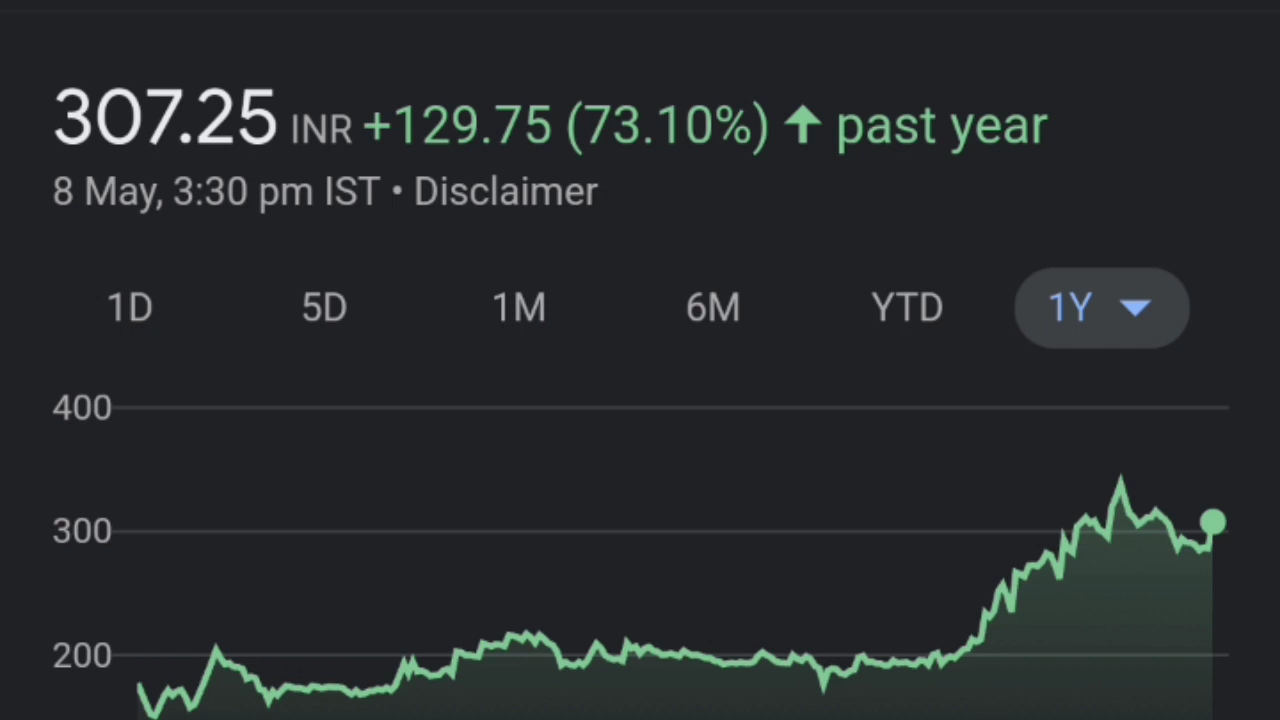 307.25 INR +129.75 (73.10%) ↑ past year
8 May, 3:30 pm IST • Disclaimer
1D 5D 1M 6M YTD 1Y
400
300
200